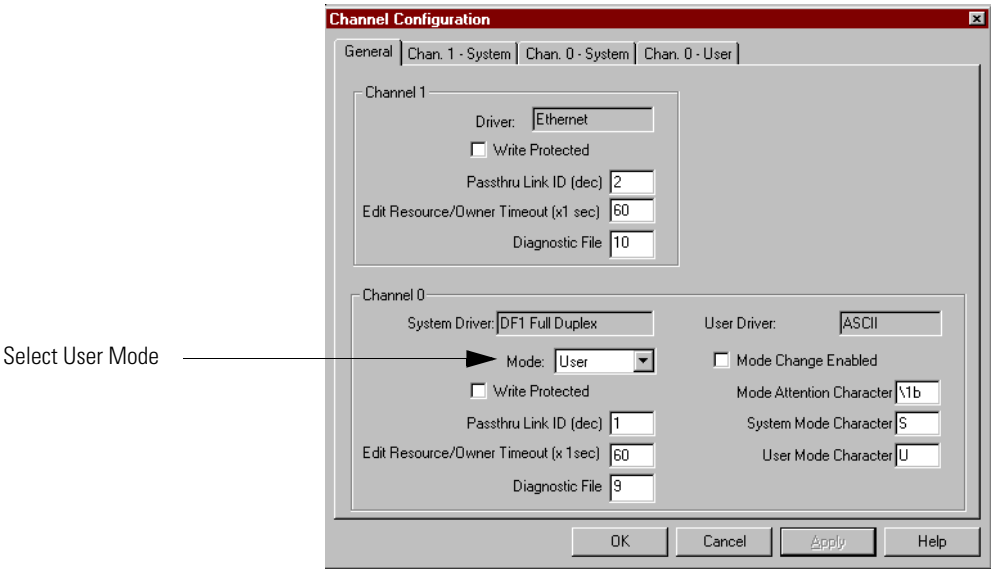 Channel Configuration
General
Chan. 1 - System
Chan. 0 - System
Chan. 0 - User
Channel 1
Driver: Ethernet
Write Protected
Passthru Link ID (dec) 2
Edit Resource/Owner Timeout (x1 sec) 60
Diagnostic File 10
Channel 0
System Driver: DF1 Full Duplex
User Driver: ASCII
Select User Mode
Mode: User
Mode Change Enabled
Write Protected
Mode Attention Character \1b
Passthru Link ID (dec) 1
System Mode Character S
Edit Resource/Owner Timeout (x 1sec) 60
User Mode Character U
Diagnostic File 9
OK
Cancel
Apply
Help